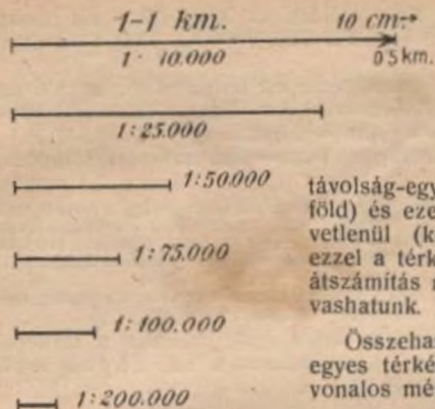 1-1 km.
10 cm.→
1 : 10.000
0 5 km.
1:25.000
1:50.000
1:75.000
1:100.000
1:200.000
távolság-egy
föld) és eze
vetlenül (k
ezzel a térk
átszámítás
vashatunk.
Összeha
egyes térké
vonalos mé